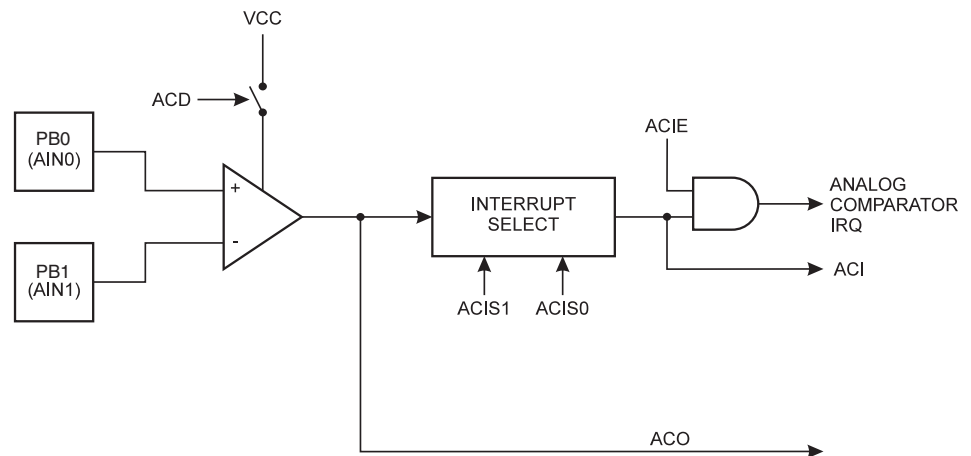 VCC
ACD
PB0
(AIN0)
+
-
PB1
(AIN1)
INTERRUPT
SELECT
ACIS1
ACIS0
ACIE
ANALOG
COMPARATOR
IRQ
ACI
ACO